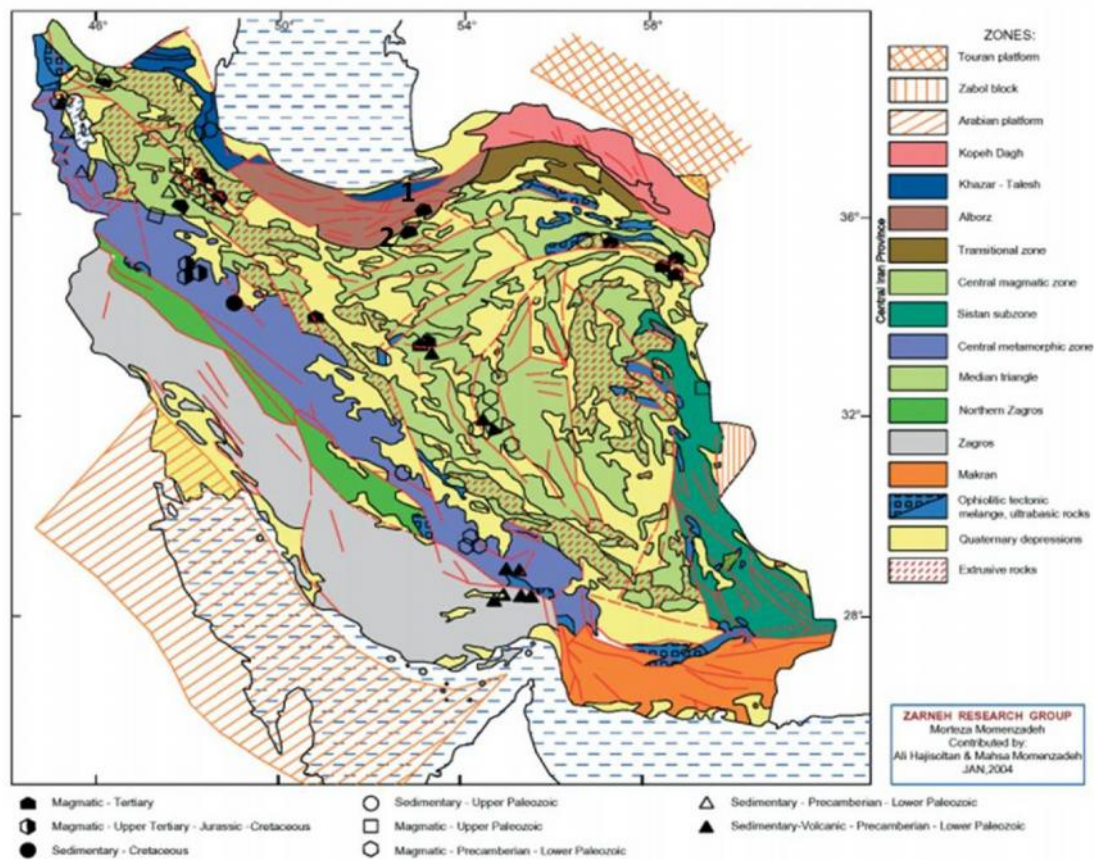 46° 50° 54° 58°
36°
32°
28°
1
2
Central Iran Province
ZONES:
Touran platform
Zabol block
Arabian platform
Kopeh Dagh
Khazar - Talesh
Alborz
Transitional zone
Central magmatic zone
Sistan subzone
Central metamorphic zone
Median triangle
Northern Zagros
Zagros
Makran
Ophiolitic tectonic
melange, ultrabasic rocks
Quaternary depressions
Extrusive rocks
ZARNEH RESEARCH GROUP
Morteza Momenzadeh
Contributed by:
Ali Hajisoltan & Mahsa Momenzadeh
JAN,2004
Magmatic - Tertiary
Magmatic - Upper Tertiary - Jurassic -Cretaceous
Sedimentary - Cretaceous
Sedimentary - Upper Paleozoic
Magmatic - Upper Paleozoic
Magmatic - Precamberian - Lower Paleozoic
Sedimentary - Precamberian - Lower Paleozoic
Sedimentary-Volcanic - Precamberian - Lower Paleozoic